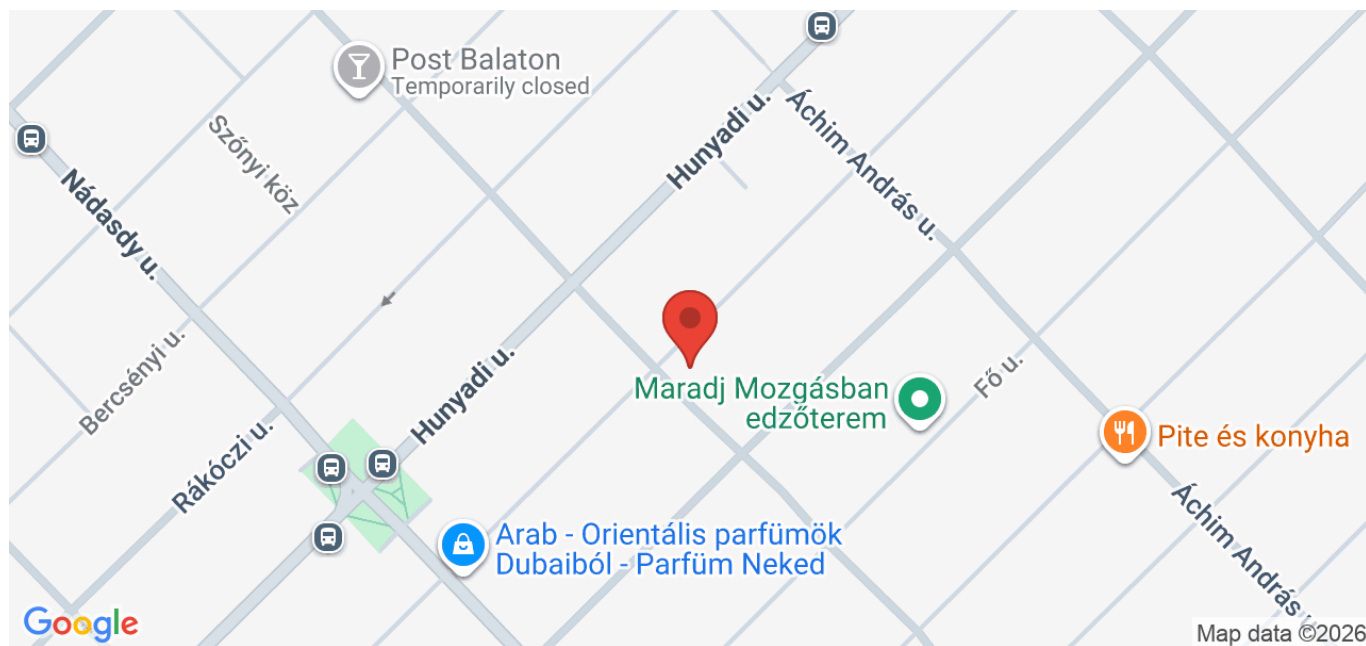 Post Balaton
Temporarily closed
Áchim András u.
Hunyadi u.
Szőnyi köz
Nádasdy u.
Bercsényi u.
Hunyadi u.
Rákóczi u.
Maradj Mozgásban
edzőterem
Fő u.
Pite és konyha
Áchim András u.
Arab - Orientális parfümök
Dubaiból - Parfüm Neked
Google
Map data ©2026